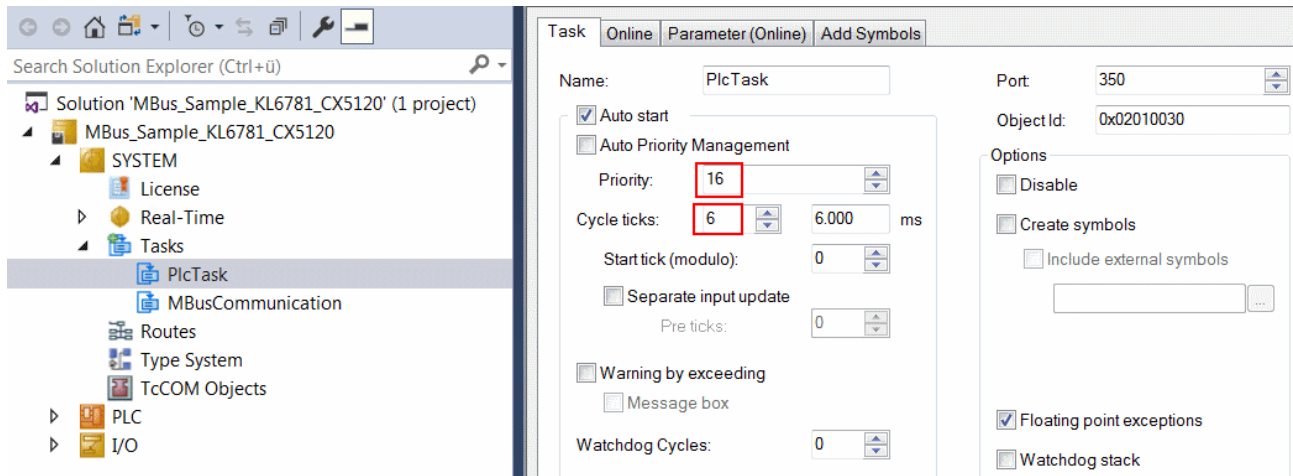 Search Solution Explorer (Ctrl+ü)
Solution 'MBus_Sample_KL6781_CX5120' (1 project)
MBus_Sample_KL6781_CX5120
SYSTEM
License
Real-Time
Tasks
PlcTask
MBusCommunication
Routes
Type System
TcCOM Objects
PLC
I/O
Task Online Parameter (Online) Add Symbols
Name: PlcTask
Auto start
Auto Priority Management
Priority: 16
Cycle ticks: 6 6.000 ms
Start tick (modulo): 0
Separate input update
Pre ticks: 0
Warning by exceeding
Message box
Watchdog Cycles: 0
Port: 350
Object Id: 0x02010030
Options
Disable
Create symbols
Include external symbols
...
Floating point exceptions
Watchdog stack